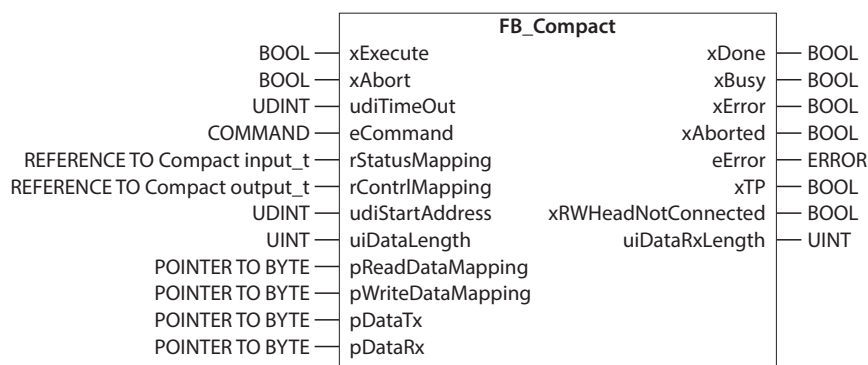 FB_Compact
BOOL xExecute xDone BOOL
BOOL xAbort xBusy BOOL
UDINT udiTimeOut xError BOOL
COMMAND eCommand xAborted BOOL
REFERENCE TO Compact input_t rStatusMapping eError ERROR
REFERENCE TO Compact output_t rContrlMapping xTP BOOL
UDINT udiStartAddress xRWHeadNotConnected BOOL
UINT uiDataLength uiDataRxLength UINT
POINTER TO BYTE pReadDataMapping
POINTER TO BYTE pWriteDataMapping
POINTER TO BYTE pDataTx
POINTER TO BYTE pDataRx